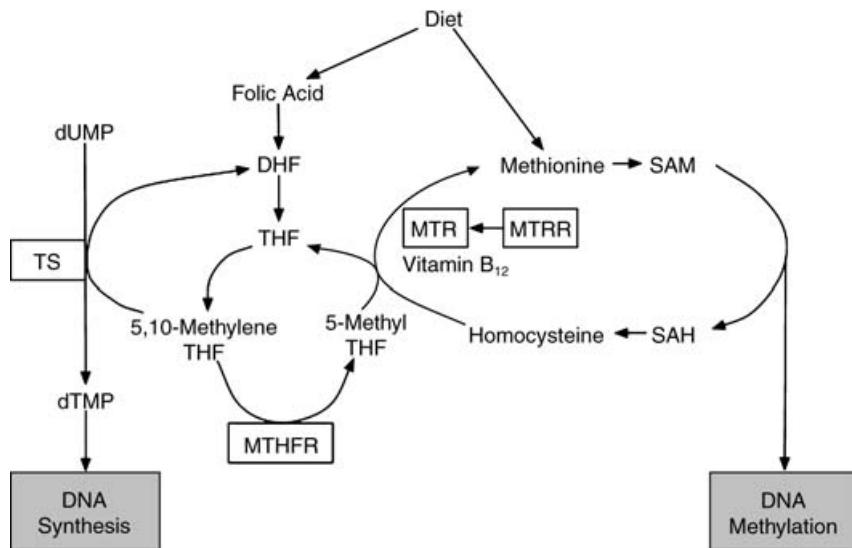 Diet
Folic Acid
dUMP
DHF
Methionine
SAM
MTR
MTRR
THF
TS
Vitamin B₁₂
5,10-Methylene
THF
5-Methyl
THF
Homocysteine
SAH
dTMP
MTHFR
DNA
Synthesis
DNA
Methylation